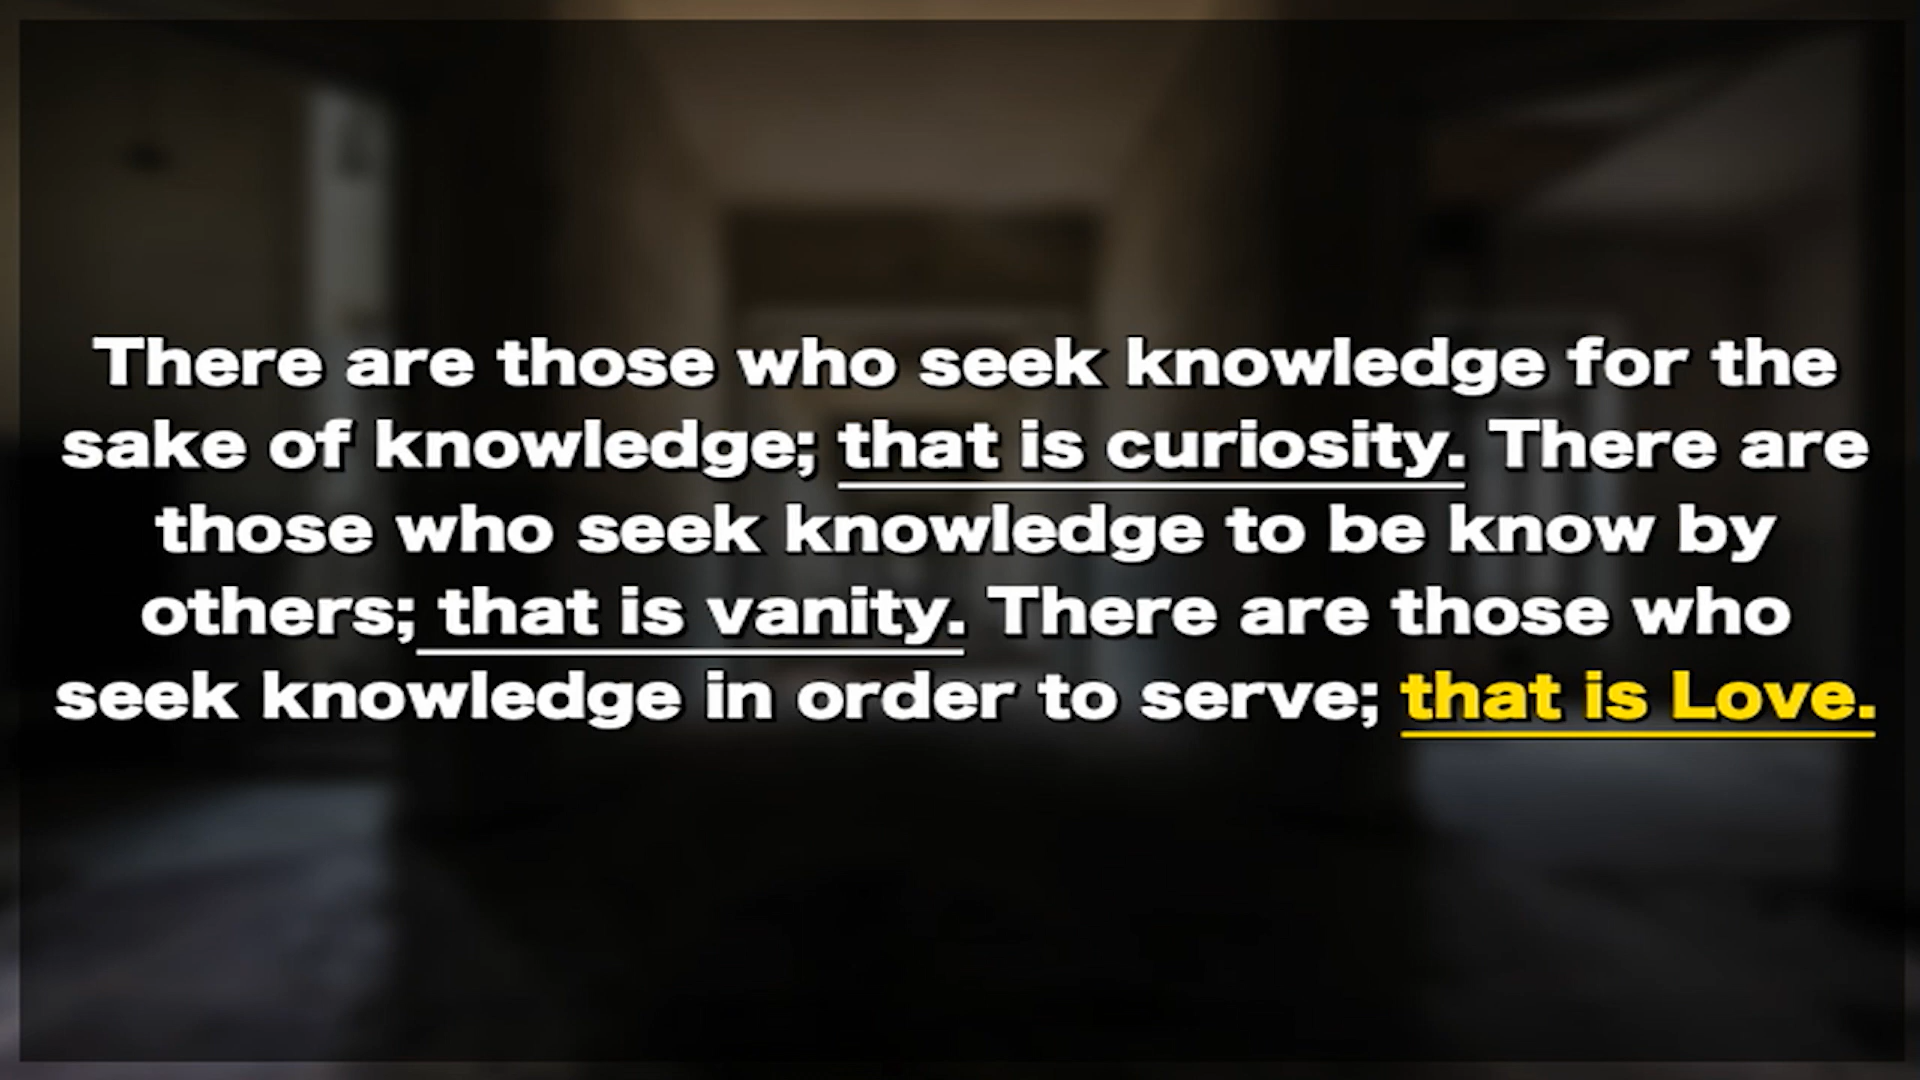 There are those who seek knowledge for the
sake of knowledge; that is curiosity. There are
those who seek knowledge to be know by
others; that is vanity. There are those who
seek knowledge in order to serve; that is Love.